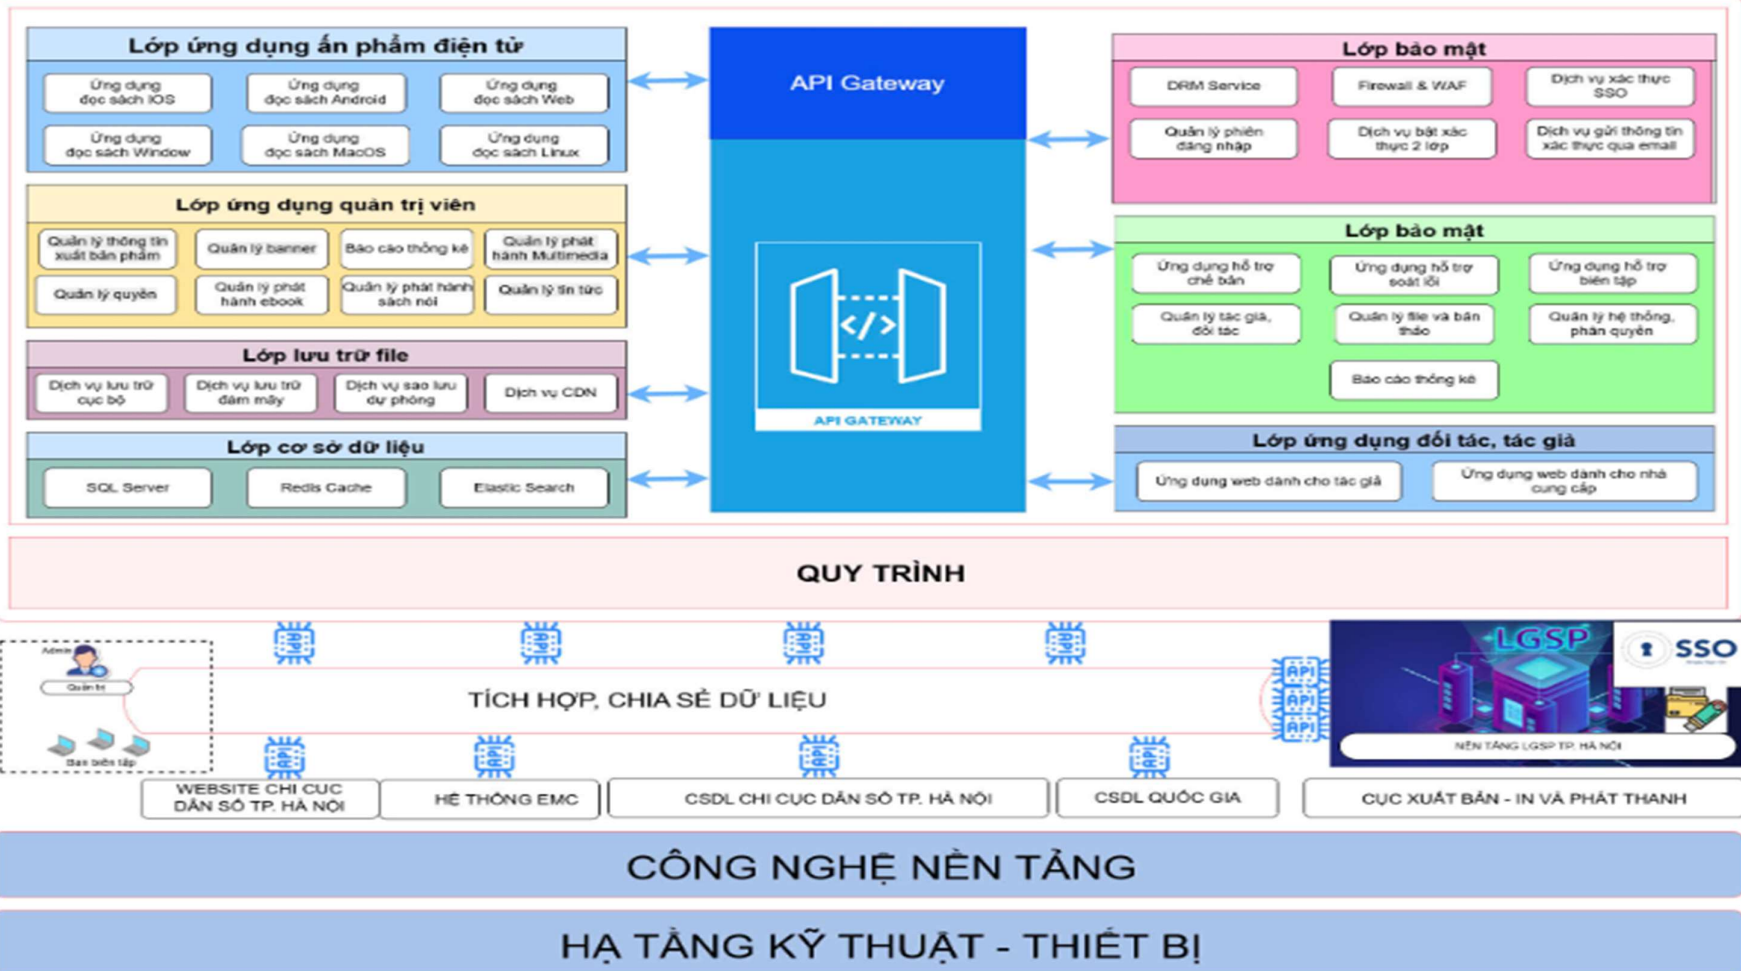 Lớp ứng dụng ấn phẩm điện tử
Ứng dụng
đọc sách IOS
Ứng dụng
đọc sách Android
Ứng dụng
đọc sách Web
Ứng dụng
đọc sách Window
Ứng dụng
đọc sách MacOS
Ứng dụng
đọc sách Linux
Lớp ứng dụng quản trị viên
Quản lý thông tin
xuất bản phẩm
Quản lý banner
Báo cáo thống kê
Quản lý phát
hành Multimedia
Quản lý quyền
Quản lý phát
hành ebook
Quản lý phát hành
sách nói
Quản lý tin tức
Lớp lưu trữ file
Dịch vụ lưu trữ
cục bộ
Dịch vụ lưu trữ
đám mây
Dịch vụ sao lưu
dự phòng
Dịch vụ CDN
Lớp cơ sở dữ liệu
SQL Server
Redis Cache
Elastic Search
API Gateway
</>
API GATEWAY
Lớp bảo mật
DRM Service
Firewall & WAF
Dịch vụ xác thực
SSO
Quản lý phiên
đăng nhập
Dịch vụ bật xác
thực 2 lớp
Dịch vụ gửi thông tin
xác thực qua email
Lớp bảo mật
Ứng dụng hỗ trợ
chế bản
Ứng dụng hỗ trợ
soát lỗi
Ứng dụng hỗ trợ
biên tập
Quản lý tác giả,
đối tác
Quản lý file và bản
thảo
Quản lý hệ thống,
phân quyền
Báo cáo thống kê
Lớp ứng dụng đối tác, tác giả
Ứng dụng web dành cho tác giả
Ứng dụng web dành cho nhà
cung cấp
QUY TRÌNH
API
API
API
API
Admin
Quản trị
Ban biên tập
TÍCH HỢP, CHIA SẺ DỮ LIỆU
API
API
API
LGSP
SSO
NỀN TẢNG LGSP TP. HÀ NỘI
API
API
API
API
WEBSITE CHI CỤC
DÂN SỐ TP. HÀ NỘI
HỆ THỐNG EMC
CSDL CHI CỤC DÂN SỐ TP. HÀ NỘI
CSDL QUỐC GIA
CỤC XUẤT BẢN - IN VÀ PHÁT THANH
CÔNG NGHỆ NỀN TẢNG
HẠ TẦNG KỸ THUẬT - THIẾT BỊ